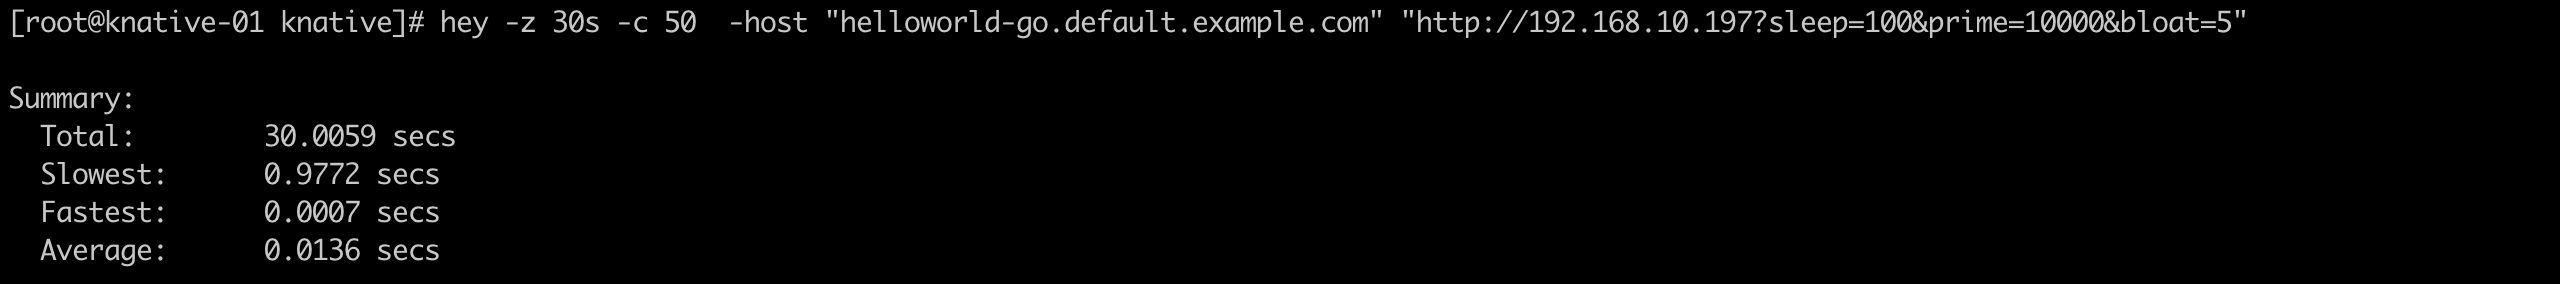 [root@knative-01 knative]# hey -z 30s -c 50  -host "helloworld-go.default.example.com" "http://192.168.10.197?sleep=100&prime=10000&bloat=5"

Summary:
  Total:        30.0059 secs
  Slowest:      0.9772 secs
  Fastest:      0.0007 secs
  Average:      0.0136 secs